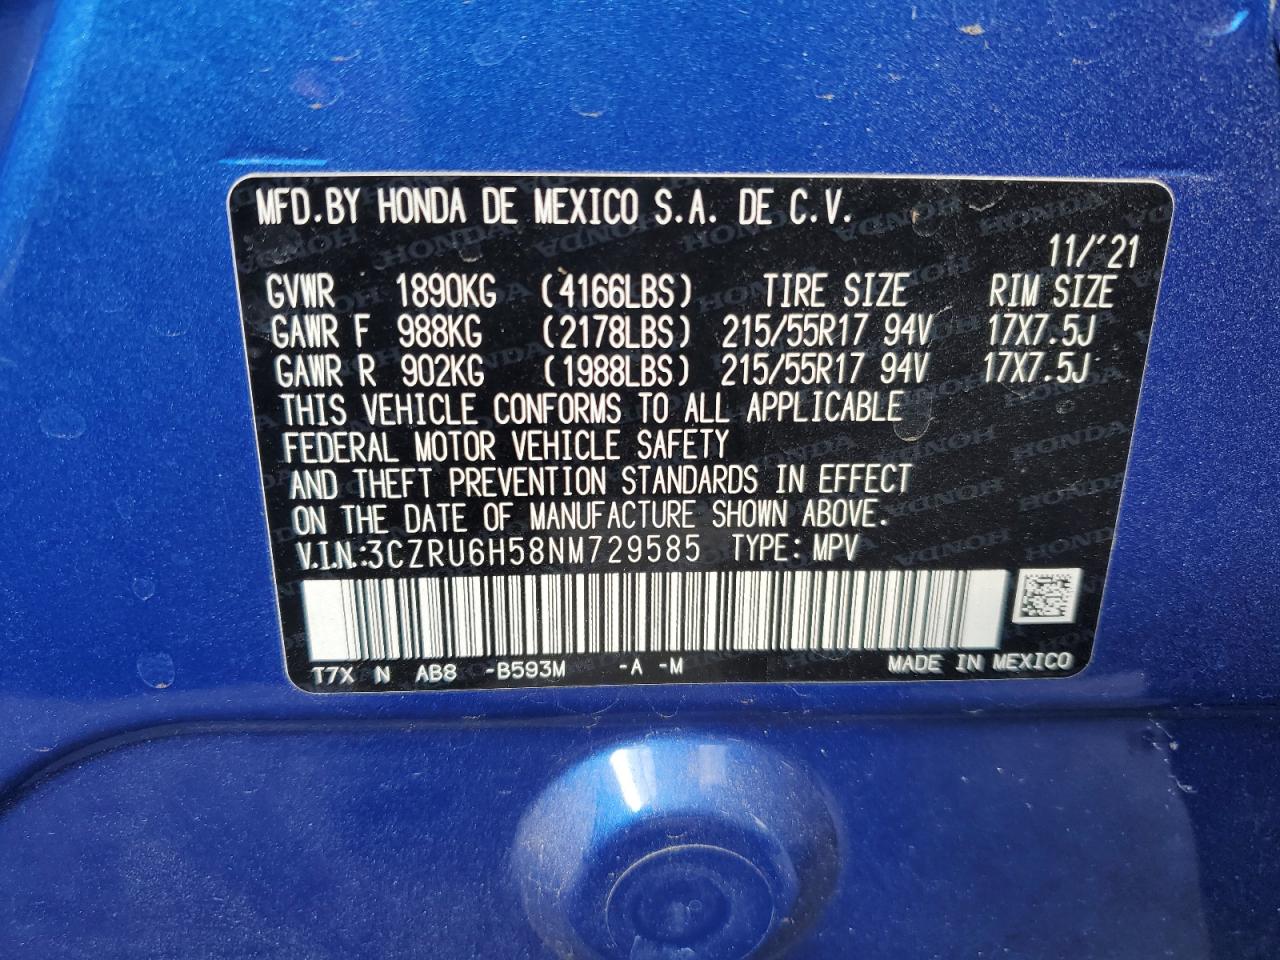 MFD.BY HONDA DE MEXICO S.A. DE C.V.
11/'21
GVWR 1890KG (4166LBS) TIRE SIZE RIM SIZE
GAWR F 988KG (2178LBS) 215/55R17 94V 17X7.5J
GAWR R 902KG (1988LBS) 215/55R17 94V 17X7.5J
THIS VEHICLE CONFORMS TO ALL APPLICABLE
FEDERAL MOTOR VEHICLE SAFETY
AND THEFT PREVENTION STANDARDS IN EFFECT
ON THE DATE OF MANUFACTURE SHOWN ABOVE.
V.I.N.:3CZRU6H58NM729585 TYPE: MPV
T7X N AB8 -B593M -A -M MADE IN MEXICO